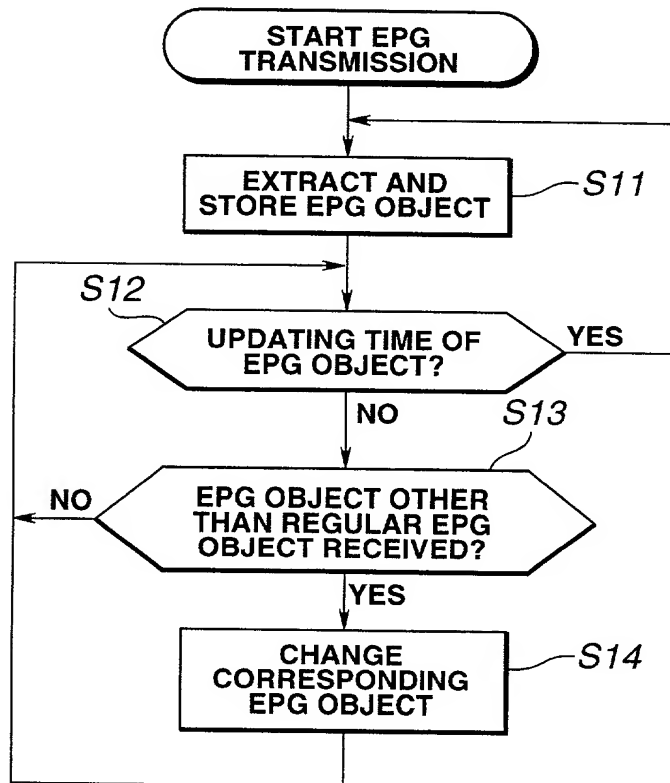 START EPG
TRANSMISSION
EXTRACT AND
STORE EPG OBJECT
S11
S12
UPDATING TIME OF
EPG OBJECT?
YES
NO
S13
EPG OBJECT OTHER
THAN REGULAR EPG
OBJECT RECEIVED?
NO
YES
CHANGE
CORRESPONDING
EPG OBJECT
S14